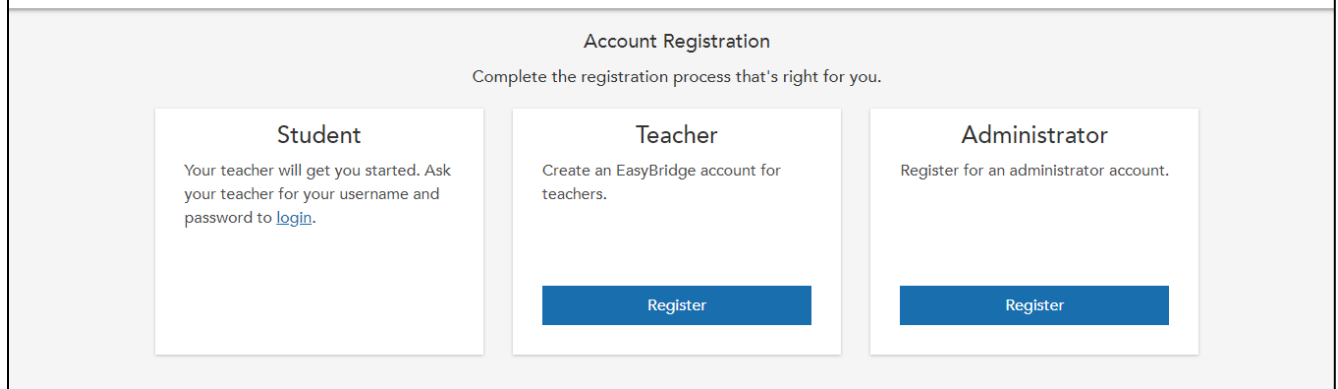 Account Registration
Complete the registration process that's right for you.
Student
Your teacher will get you started. Ask
your teacher for your username and
password to login.
Teacher
Create an EasyBridge account for
teachers.
Register
Administrator
Register for an administrator account.
Register